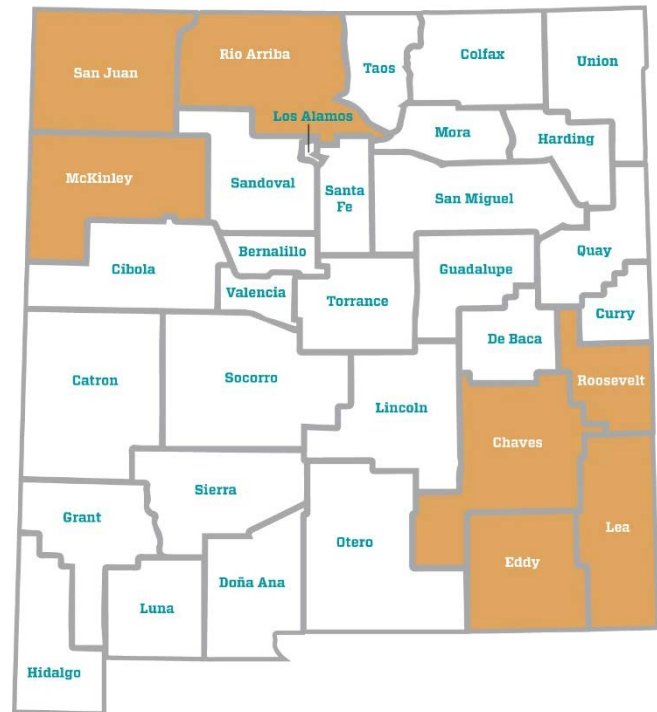 San Juan
Rio Arriba
Taos
Colfax
Union
Los Alamos
Mora
Harding
McKinley
Sandoval
Santa
Fe
San Miguel
Bernalillo
Guadalupe
Quay
Cibola
Valencia
Torrance
Curry
De Baca
Catron
Socorro
Lincoln
Roosevelt
Chaves
Sierra
Grant
Otero
Lea
Eddy
Doña Ana
Luna
Hidalgo